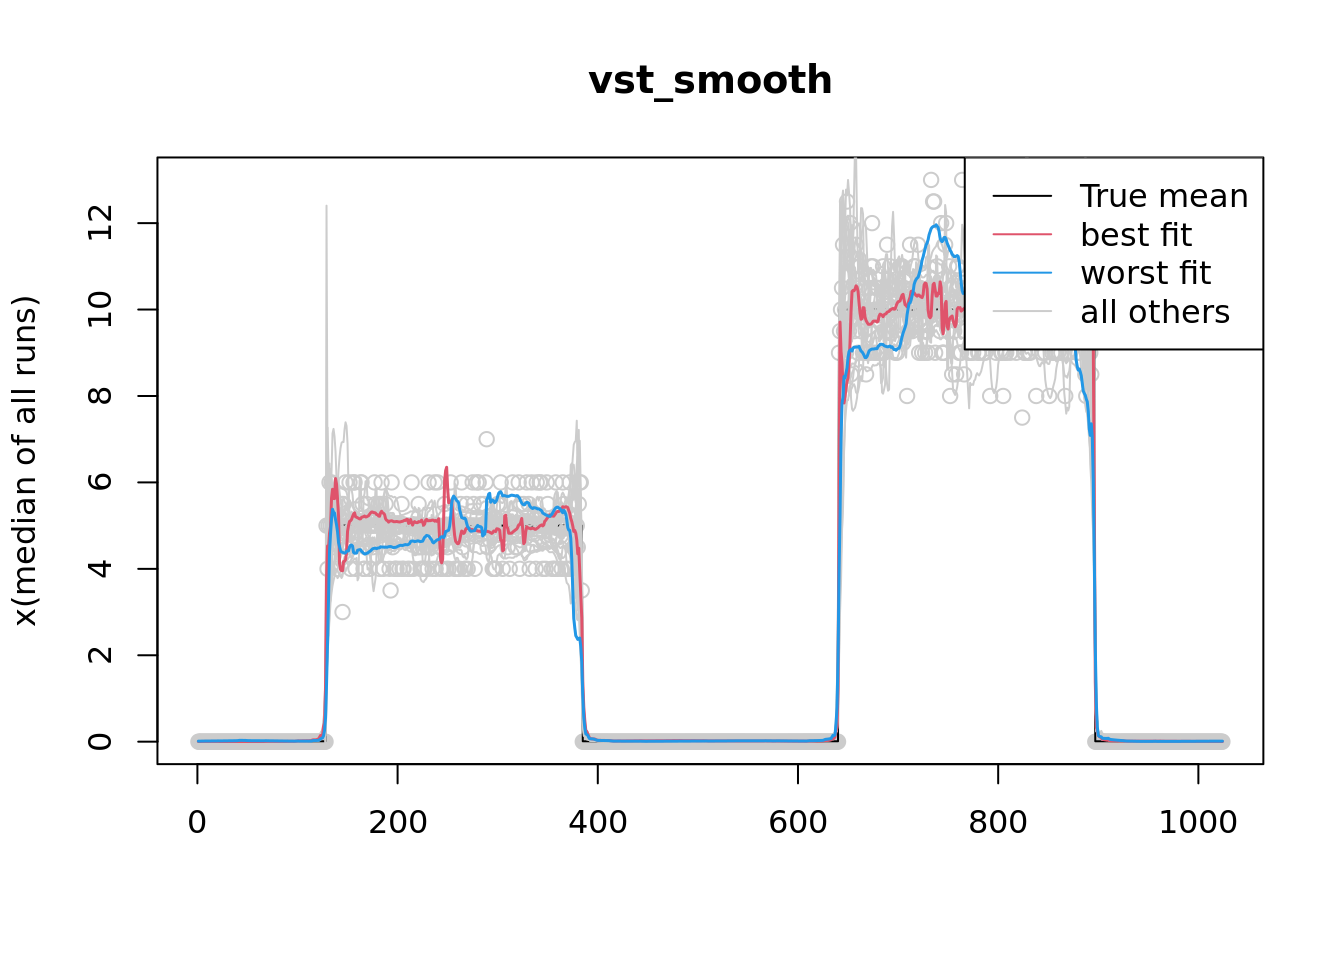 vst_smooth
x(median of all runs)
12
10
8
6
4
2
0
True mean
best fit
worst fit
all others
0 200 400 600 800 1000